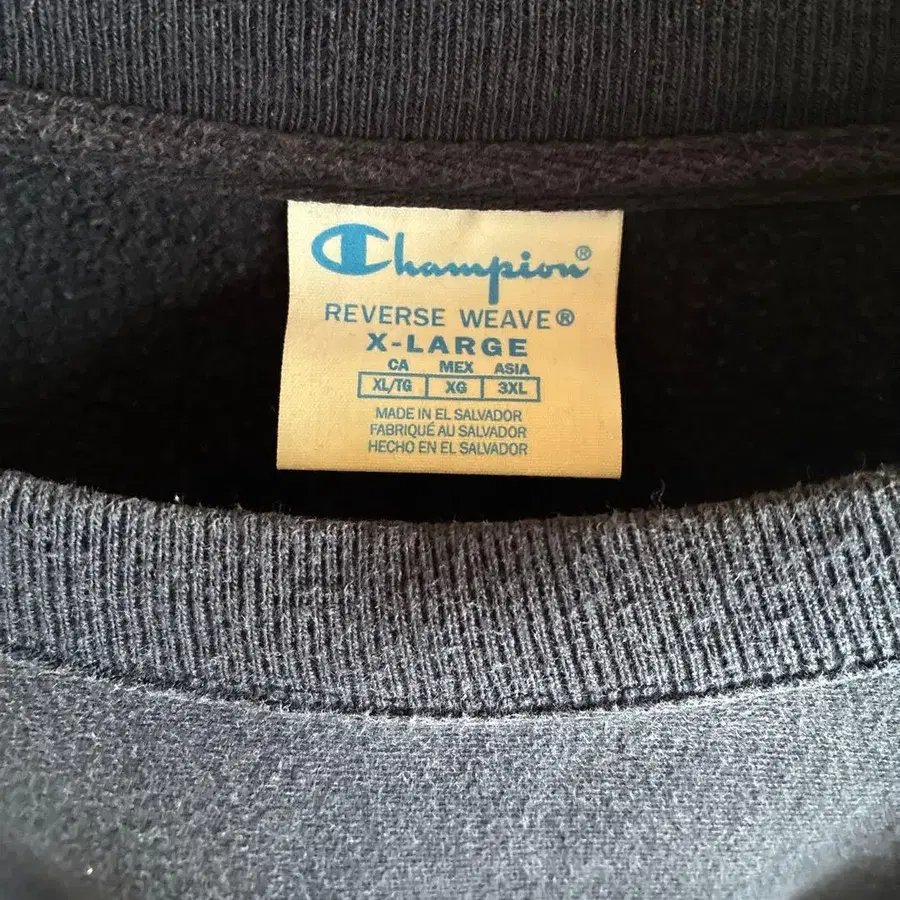 Champion®
REVERSE WEAVE®
X-LARGE
CA MEX ASIA
XL/TG XG 3XL
MADE IN EL SALVADOR
FABRIQUÉ AU SALVADOR
HECHO EN EL SALVADOR